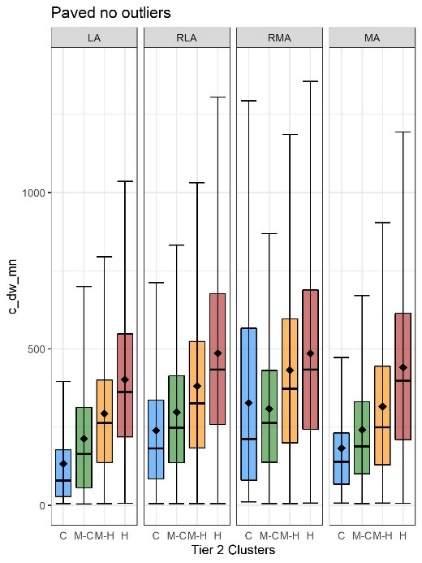 Paved no outliers
LA RLA RMA MA
1000
500
0
c_dw_mn
C M-C M-H H C M-C M-H H C M-C M-H H C M-C M-H H
Tier 2 Clusters